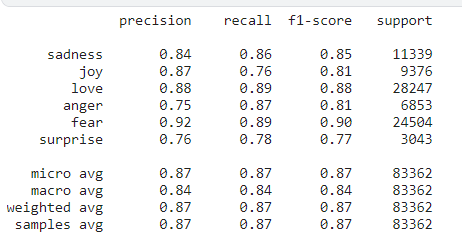 precision recall f1-score support
sadness 0.84 0.86 0.85 11339
joy 0.87 0.76 0.81 9376
love 0.88 0.89 0.88 28247
anger 0.75 0.87 0.81 6853
fear 0.92 0.89 0.90 24504
surprise 0.76 0.78 0.77 3043
micro avg 0.87 0.87 0.87 83362
macro avg 0.84 0.84 0.84 83362
weighted avg 0.87 0.87 0.87 83362
samples avg 0.87 0.87 0.87 83362